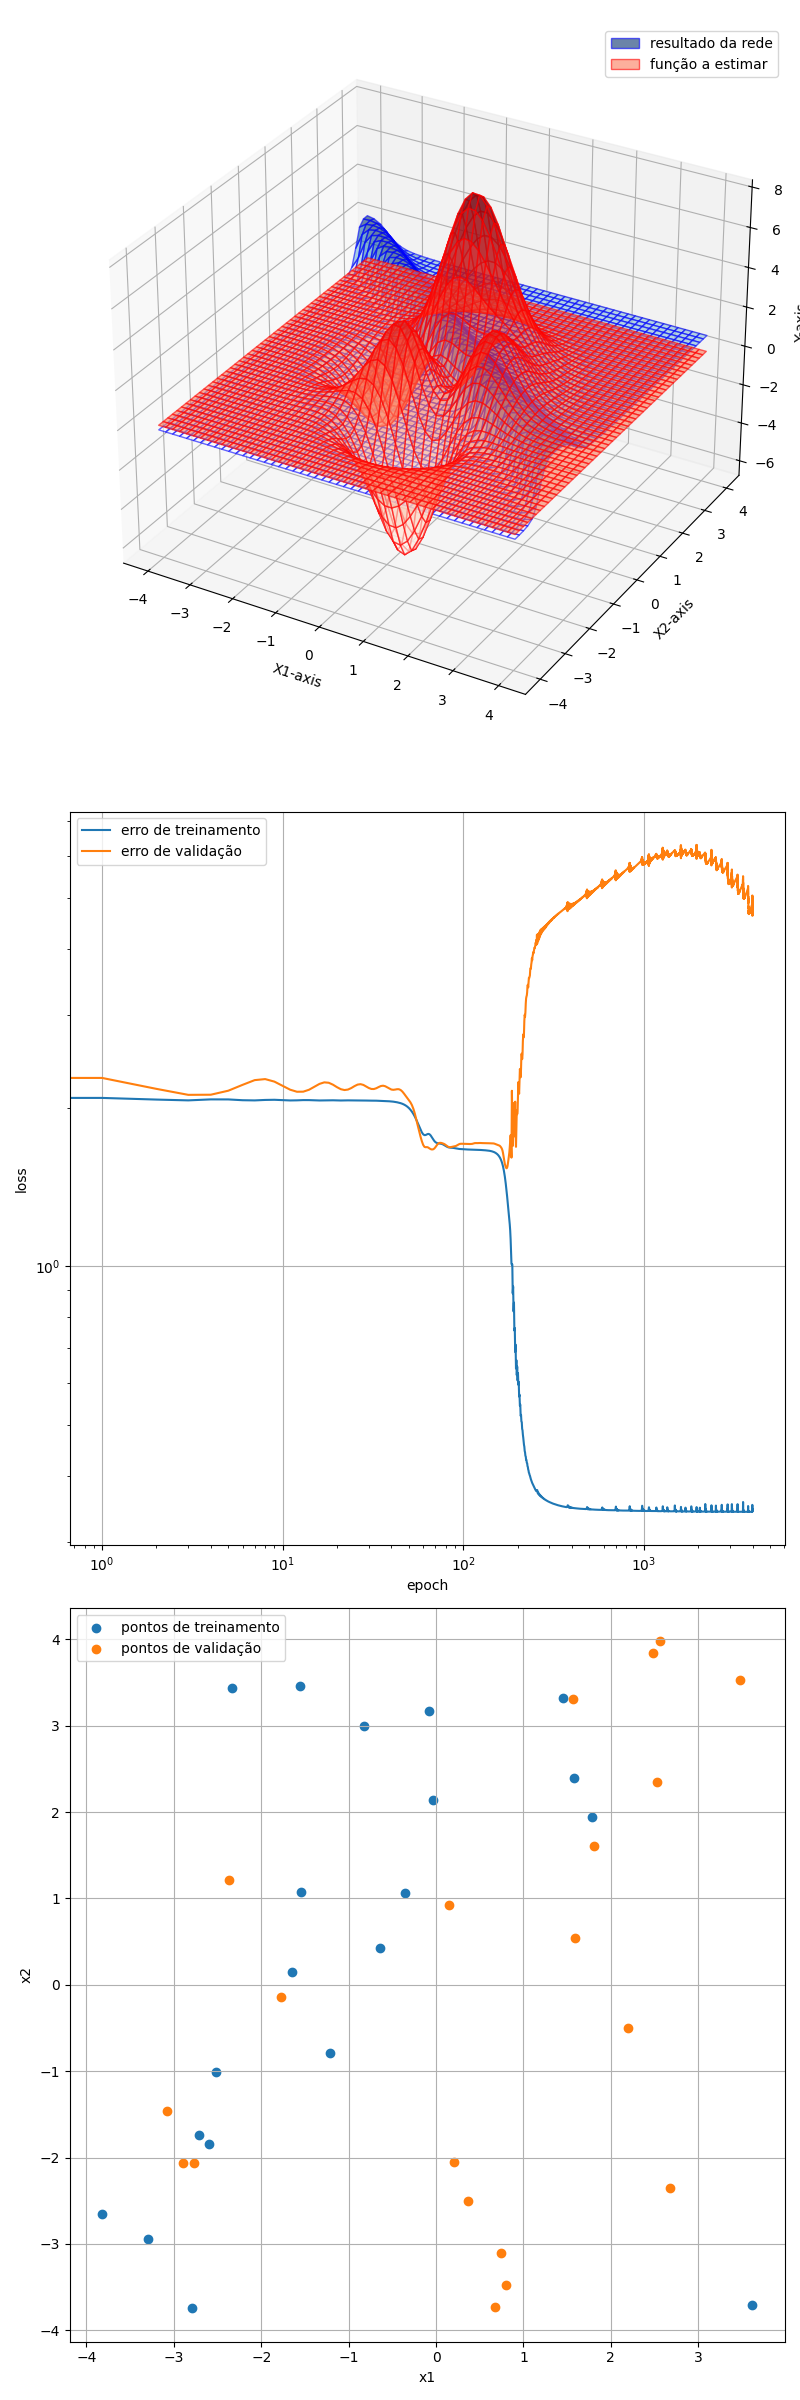 resultado da rede
função a estimar
8
6
4
2
0
−2
−4
−6
−4
−3
−2
−1
0
1
2
3
4
X1-axis
4
3
2
1
0
−1
−2
−3
−4
X2-axis
erro de treinamento
erro de validação
loss
10⁰
10⁰ 10¹ 10² 10³
epoch
pontos de treinamento
pontos de validação
4
3
2
1
0
−1
−2
−3
−4
x2
−4 −3 −2 −1 0 1 2 3
x1